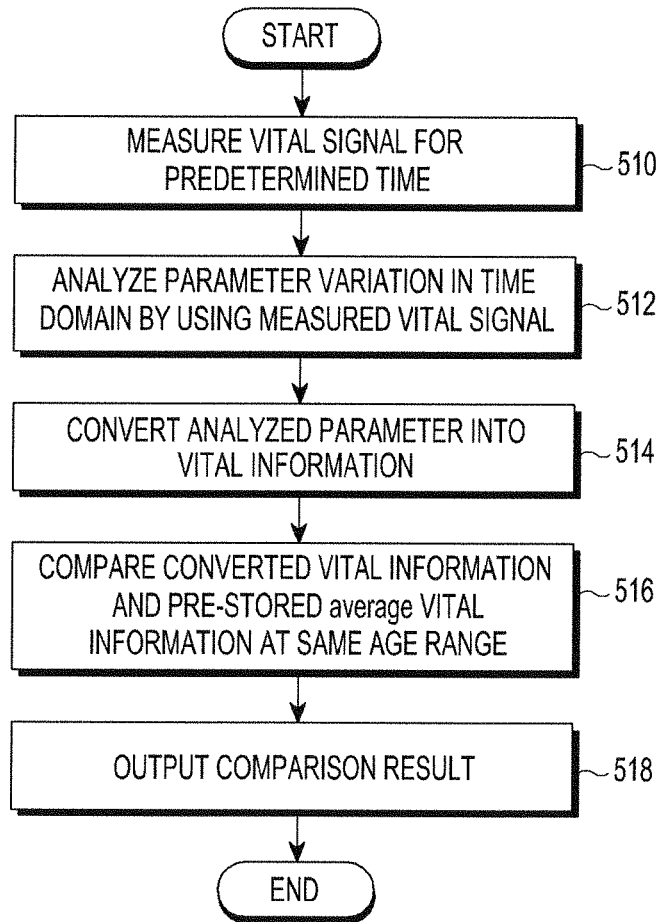 START
MEASURE VITAL SIGNAL FOR
PREDETERMINED TIME
510
ANALYZE PARAMETER VARIATION IN TIME
DOMAIN BY USING MEASURED VITAL SIGNAL
512
CONVERT ANALYZED PARAMETER INTO
VITAL INFORMATION
514
COMPARE CONVERTED VITAL INFORMATION
AND PRE-STORED average VITAL
INFORMATION AT SAME AGE RANGE
516
OUTPUT COMPARISON RESULT
518
END